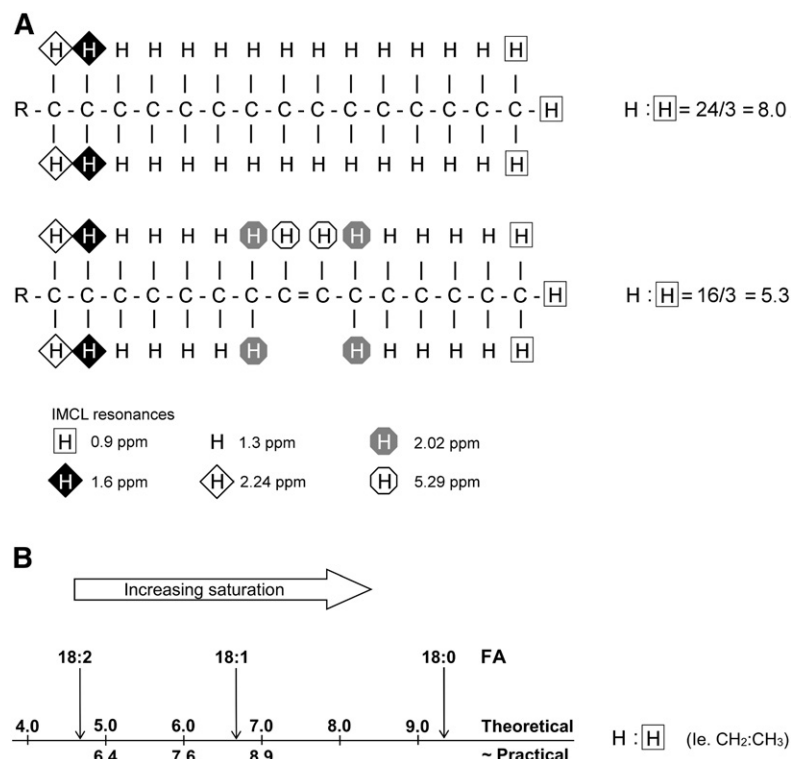 A
H H H H H H H H H H H H H H H
R - C - C - C - C - C - C - C - C - C - C - C - C - C - C - C - H H : H = 24/3 = 8.0
H H H H H H H H H H H H H H H
H H H H H H H H H H H H H H H
R - C - C - C - C - C - C - C - C = C - C - C - C - C - C - C - H H : H = 16/3 = 5.3
H H H H H H H H H H H H H
IMCL resonances
H 0.9 ppm H 1.3 ppm H 2.02 ppm
H 1.6 ppm H 2.24 ppm H 5.29 ppm
B
Increasing saturation
18:2 18:1 18:0 FA
4.0 5.0 6.0 7.0 8.0 9.0 Theoretical
H : H (Ie. CH₂:CH₃)
6.4 7.6 8.9 ~ Practical